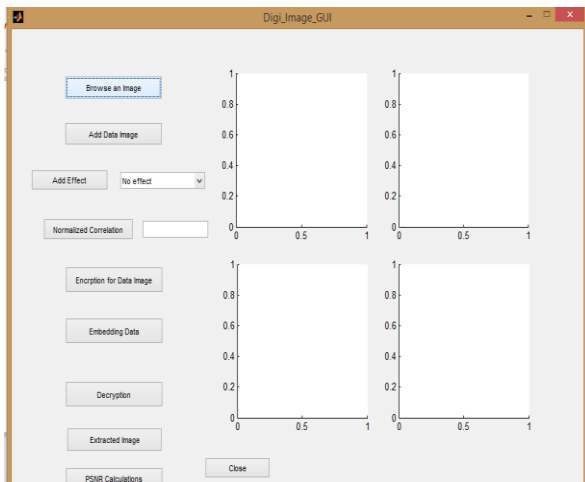 Digi_Image_GUI
Browse an Image
Add Data Image
Add Effect
No effect
Normalized Correlation
Encrption for Data Image
Embedding Data
Decryption
Extracted Image
PSNR Calculations
1
0.8
0.6
0.4
0.2
0
0 0.5 1
1
0.8
0.6
0.4
0.2
0
0 0.5 1
1
0.8
0.6
0.4
0.2
0
0 0.5 1
1
0.8
0.6
0.4
0.2
0
0 0.5 1
Close